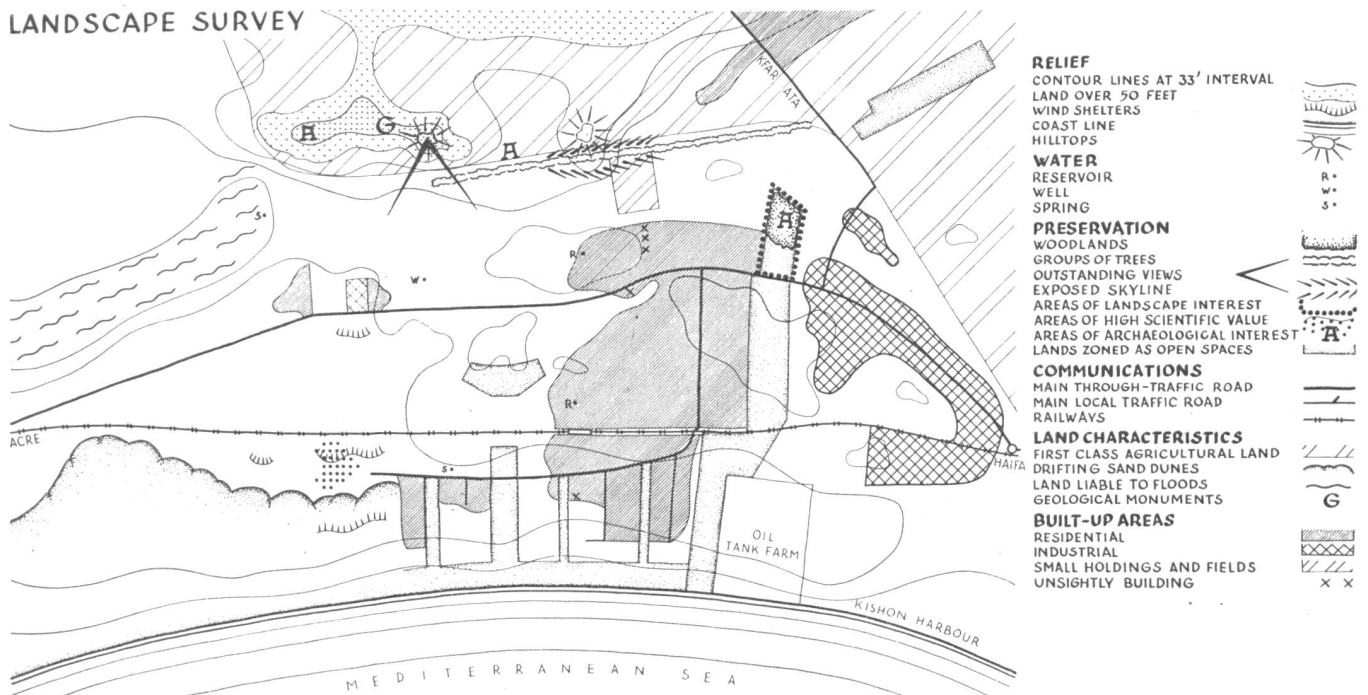 LANDSCAPE SURVEY
KFAR ATA
A
G
A
A
S•
R•
W•
R•
S•
ACRE
HAIFA
OIL
TANK FARM
KISHON HARBOUR
MEDITERRANEAN SEA
RELIEF
CONTOUR LINES AT 33' INTERVAL
LAND OVER 50 FEET
WIND SHELTERS
COAST LINE
HILLTOPS
WATER
RESERVOIR R•
WELL W•
SPRING S•
PRESERVATION
WOODLANDS
GROUPS OF TREES
OUTSTANDING VIEWS
EXPOSED SKYLINE
AREAS OF LANDSCAPE INTEREST
AREAS OF HIGH SCIENTIFIC VALUE
AREAS OF ARCHAEOLOGICAL INTEREST A
LANDS ZONED AS OPEN SPACES
COMMUNICATIONS
MAIN THROUGH-TRAFFIC ROAD
MAIN LOCAL TRAFFIC ROAD
RAILWAYS
LAND CHARACTERISTICS
FIRST CLASS AGRICULTURAL LAND
DRIFTING SAND DUNES
LAND LIABLE TO FLOODS
GEOLOGICAL MONUMENTS G
BUILT-UP AREAS
RESIDENTIAL
INDUSTRIAL
SMALL HOLDINGS AND FIELDS
UNSIGHTLY BUILDING x x